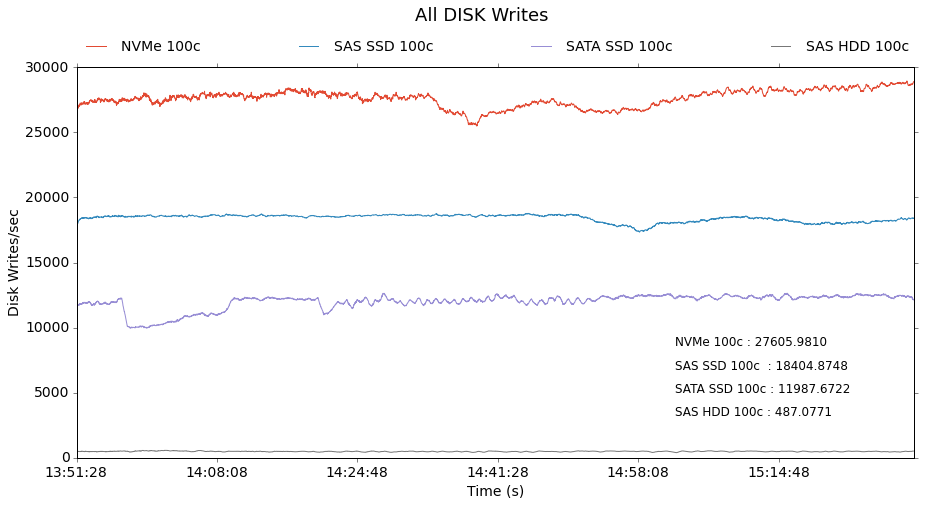 All DISK Writes
NVMe 100c SAS SSD 100c SATA SSD 100c SAS HDD 100c
30000
25000
20000
15000
10000
5000
0
Disk Writes/sec
NVMe 100c : 27605.9810
SAS SSD 100c  : 18404.8748
SATA SSD 100c : 11987.6722
SAS HDD 100c : 487.0771
13:51:28 14:08:08 14:24:48 14:41:28 14:58:08 15:14:48
Time (s)